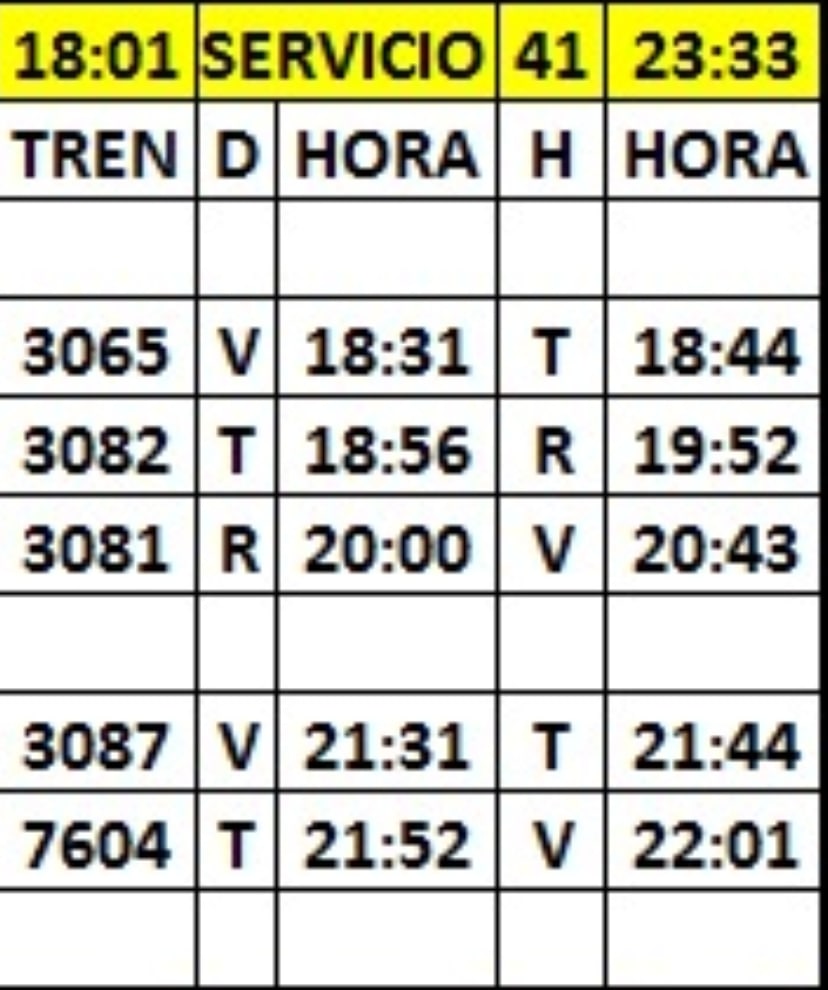 18:01 SERVICIO 41 23:33
TREN D HORA H HORA
3065 V 18:31 T 18:44
3082 T 18:56 R 19:52
3081 R 20:00 V 20:43
3087 V 21:31 T 21:44
7604 T 21:52 V 22:01